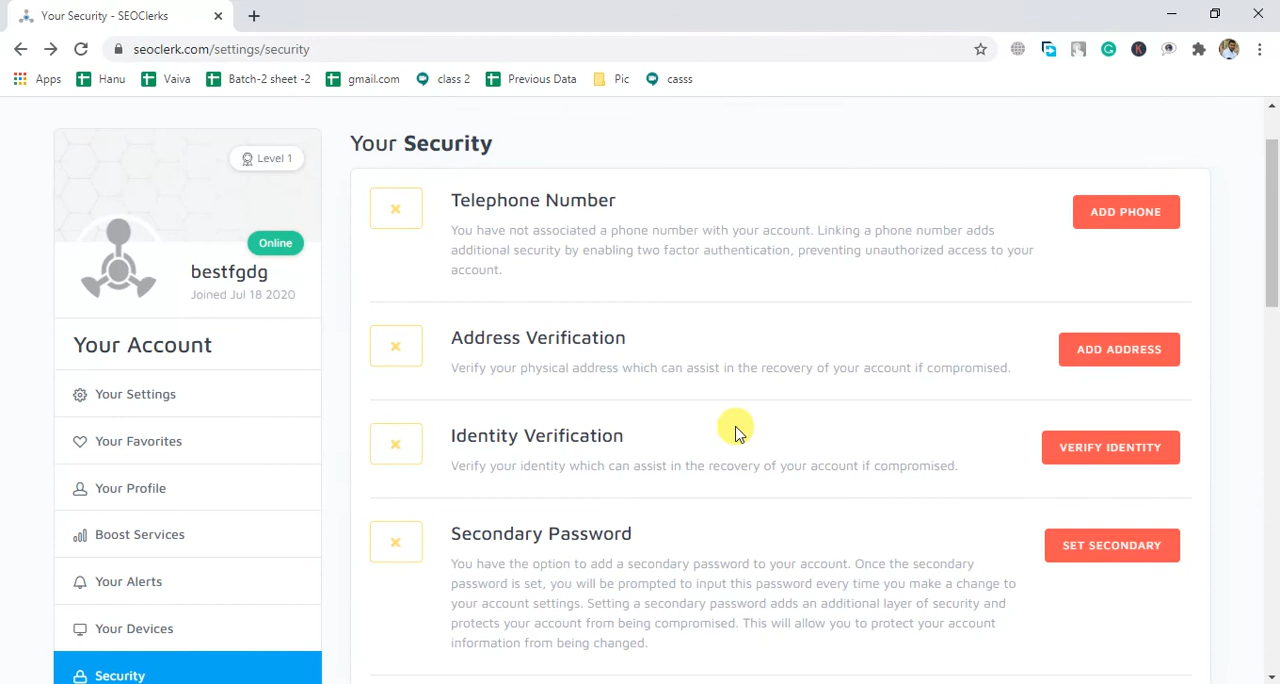 Your Security - SEOClerks
seoclerk.com/settings/security
Apps Hanu Vaiva Batch-2 sheet -2 gmail.com class 2 Previous Data Pic casss
Level 1
Online
bestfgdg
Joined Jul 18 2020
Your Account
Your Settings
Your Favorites
Your Profile
Boost Services
Your Alerts
Your Devices
Security
Your Security
Telephone Number
You have not associated a phone number with your account. Linking a phone number adds
additional security by enabling two factor authentication, preventing unauthorized access to your
account.
ADD PHONE
Address Verification
Verify your physical address which can assist in the recovery of your account if compromised.
ADD ADDRESS
Identity Verification
Verify your identity which can assist in the recovery of your account if compromised.
VERIFY IDENTITY
Secondary Password
You have the option to add a secondary password to your account. Once the secondary
password is set, you will be prompted to input this password every time you make a change to
your account settings. Setting a secondary password adds an additional layer of security and
protects your account from being compromised. This will allow you to protect your account
information from being changed.
SET SECONDARY